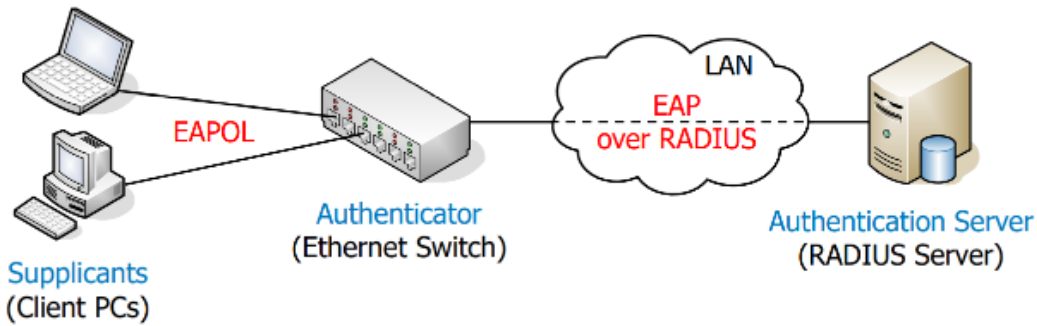 LAN
EAP
over RADIUS
EAPOL
Authenticator
(Ethernet Switch)
Authentication Server
(RADIUS Server)
Supplicants
(Client PCs)